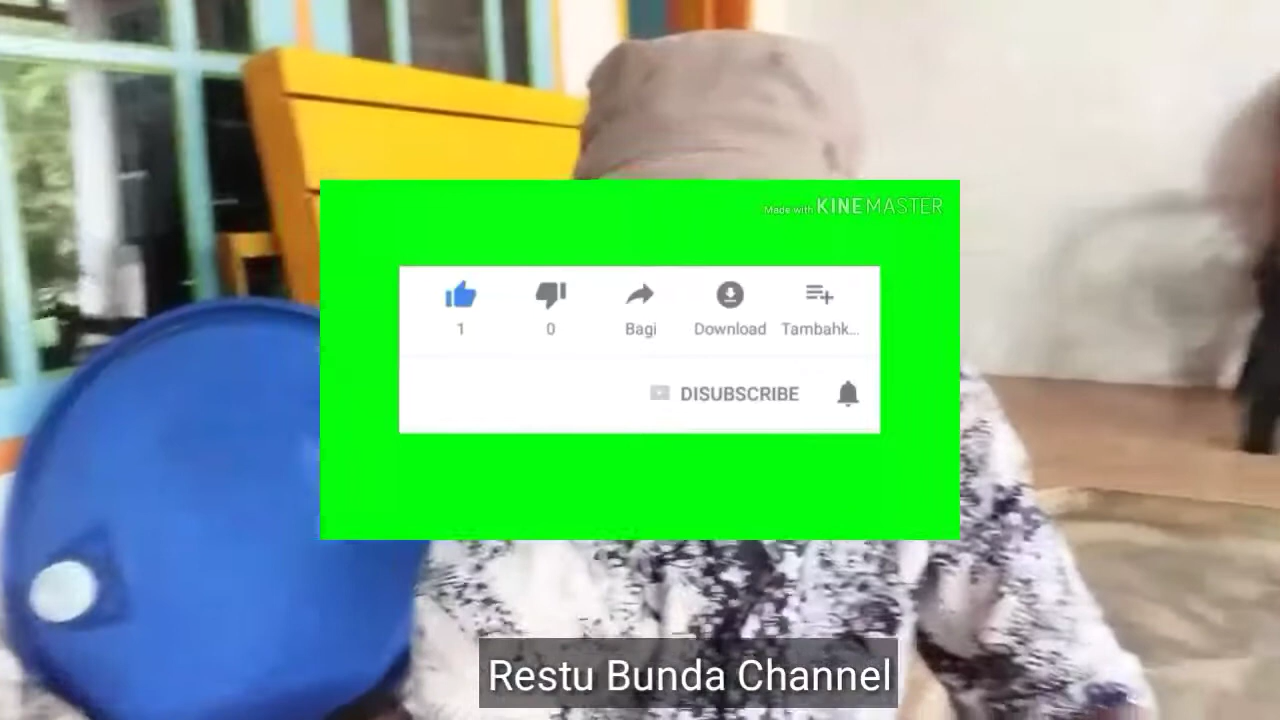 Made with KINEMASTER
1 0 Bagi Download Tambahk...
DISUBSCRIBE
Restu Bunda Channel